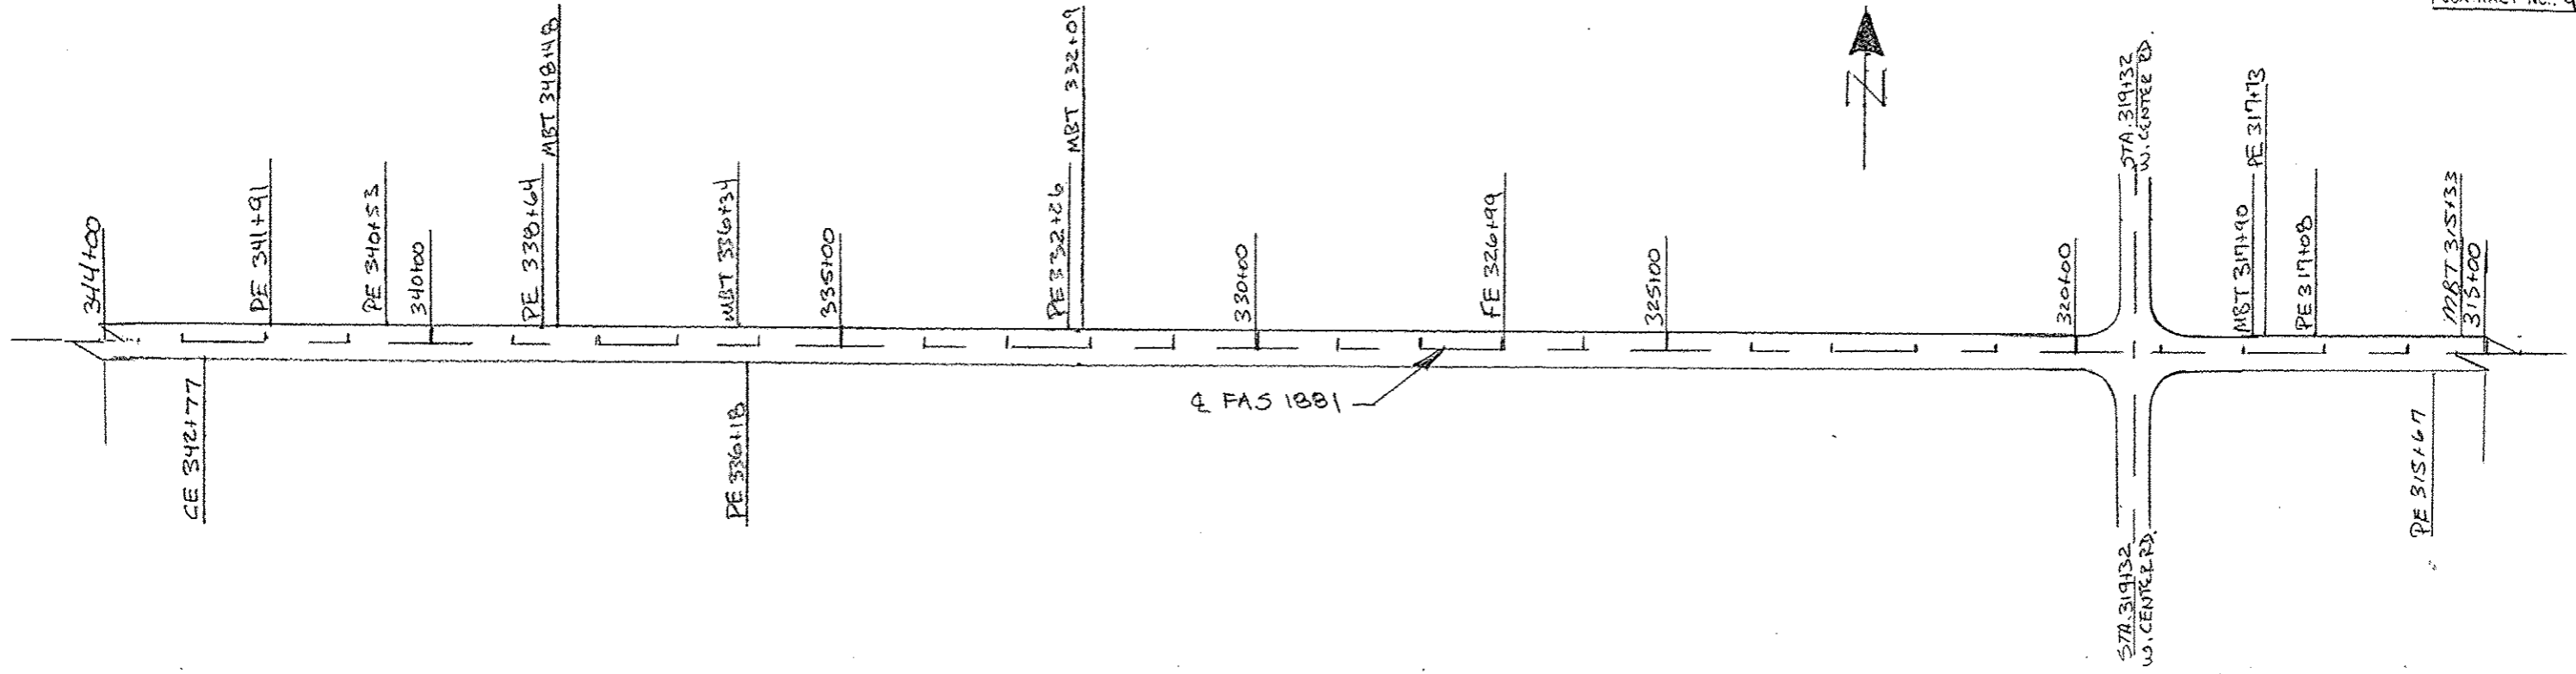 CONTRACT NO.:
344+00
PE 341+91
PE 340+53
340+00
PE 338+64
MBT 348+48
MBT 336+34
335+00
PE 332+26
MBT 332+09
330+00
FE 326+99
325+00
320+00
STA. 319+32
W. CENTER RD.
MBT 317+90
PE 317+73
PE 317+08
MBT 315+33
315+00
N
℄ FAS 1881
CE 342+77
PE 336+18
STA. 319+32
W. CENTER RD.
PE 315+67